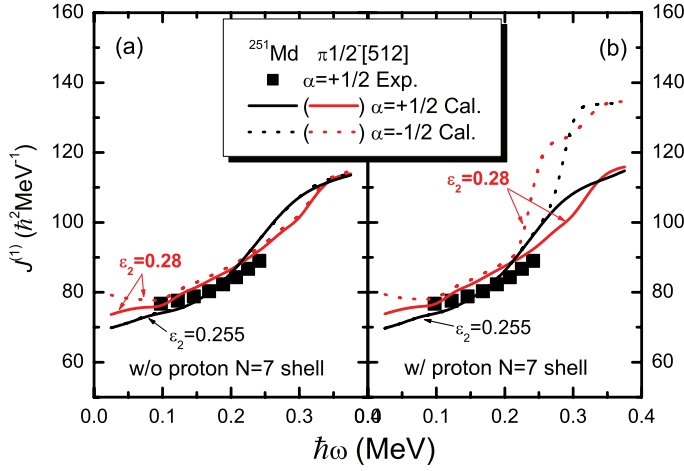 (a)
(b)
²⁵¹Md π1/2⁻[512]
α=+1/2 Exp.
( ) α=+1/2 Cal.
( ) α=-1/2 Cal.
160
140
120
100
80
60
J⁽¹⁾ (ℏ²MeV⁻¹)
160
140
120
100
80
60
50
ε₂=0.28
ε₂=0.28
ε₂=0.255
ε₂=0.255
w/o proton N=7 shell
w/ proton N=7 shell
0.0 0.1 0.2 0.3 0.4
0.0 0.1 0.2 0.3 0.4
ℏω (MeV)